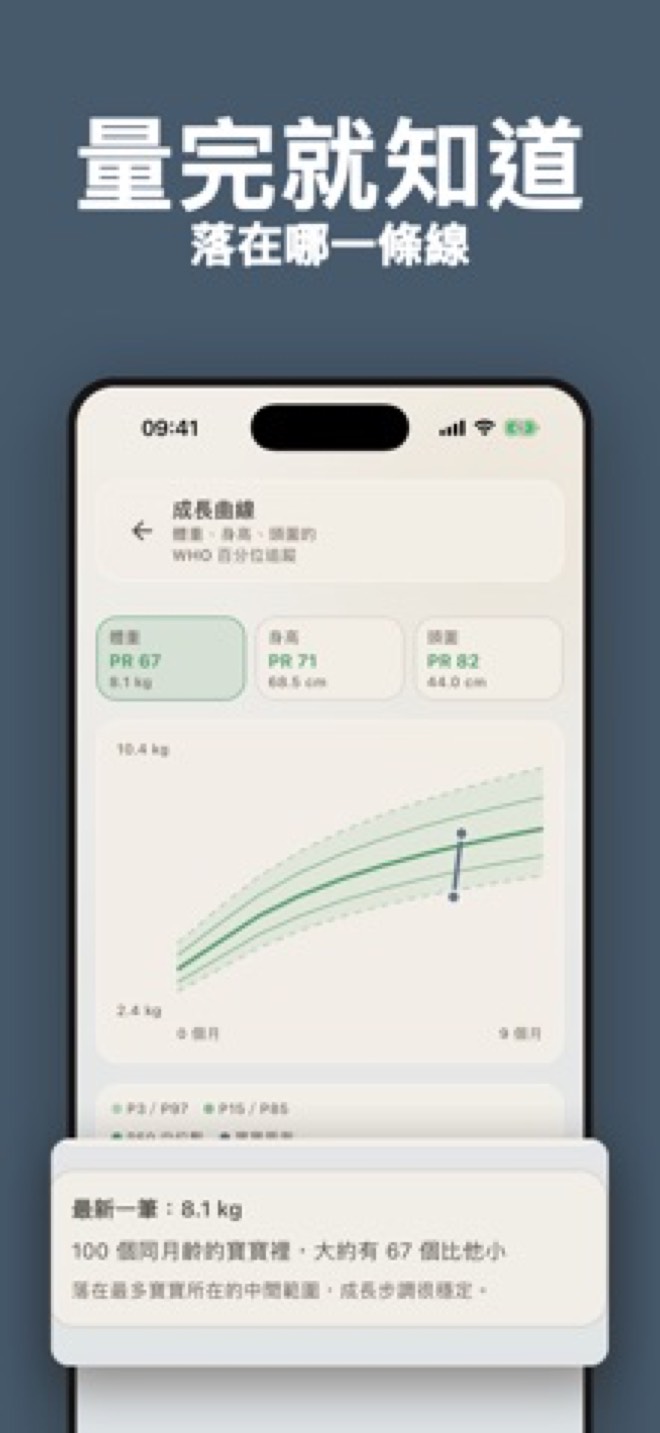 量完就知道
落在哪一條線
09:41
成長曲線
體重、身高、頭圍的
WHO 百分位追蹤
體重
PR 67
8.1 kg
身高
PR 71
68.5 cm
頭圍
PR 82
44.0 cm
10.4 kg
2.4 kg
0 個月
9 個月
P3 / P97
P15 / P85
最新一筆：8.1 kg
100 個同月齡的寶寶裡，大約有 67 個比他小
落在最多寶寶所在的中間範圍，成長步調很穩定。